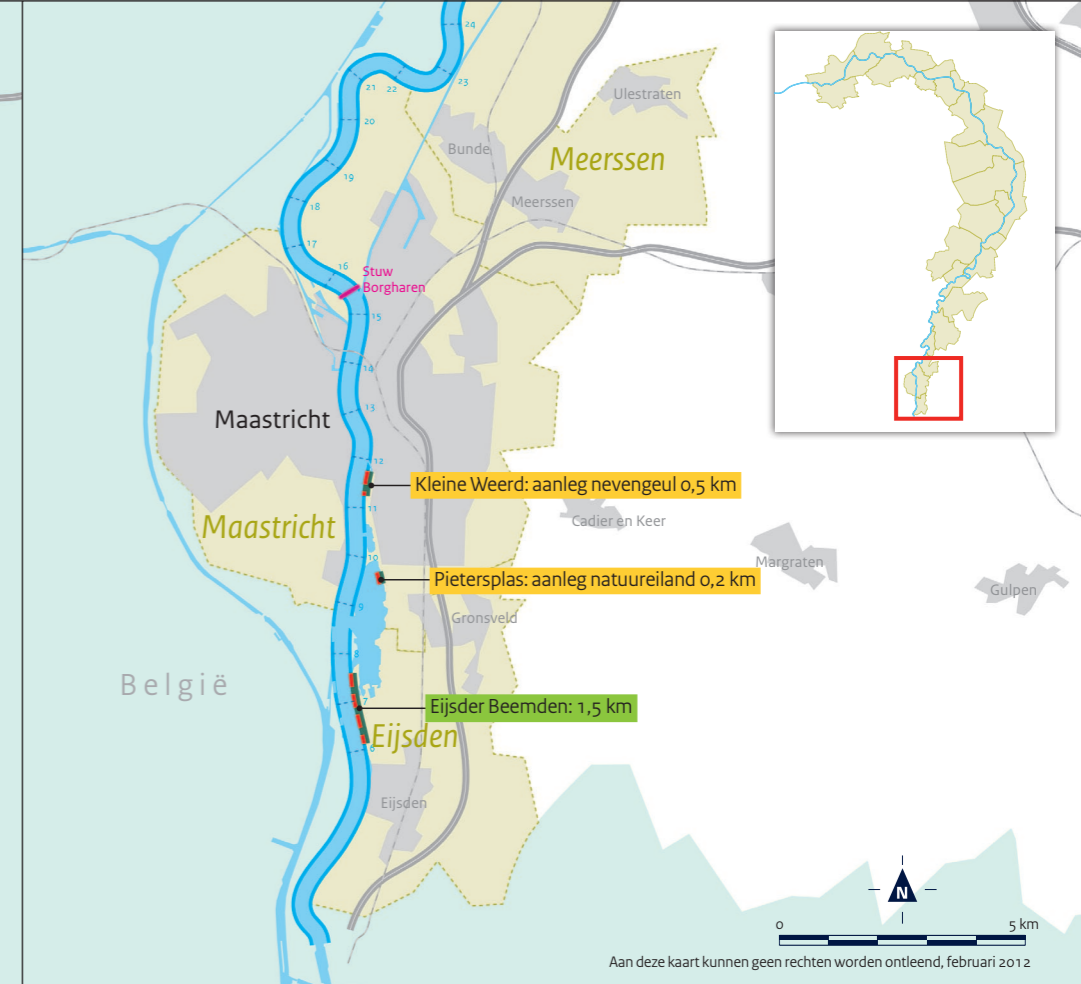 24
23
22
21
20
Ulestraten
Bunde
Meerssen
19
Meerssen
18
17
16
Stuw
Borgharen
15
14
13
Maastricht
12
Kleine Weerd: aanleg nevengeul 0,5 km
11
Maastricht
Cadier en Keer
10
Margraten
Pietersplas: aanleg natuureiland 0,2 km
Gulpen
9
Gronsveld
8
België
7
Eijsder Beemden: 1,5 km
Eijsden
6
Eijsden
N
0
5 km
Aan deze kaart kunnen geen rechten worden ontleend, februari 2012